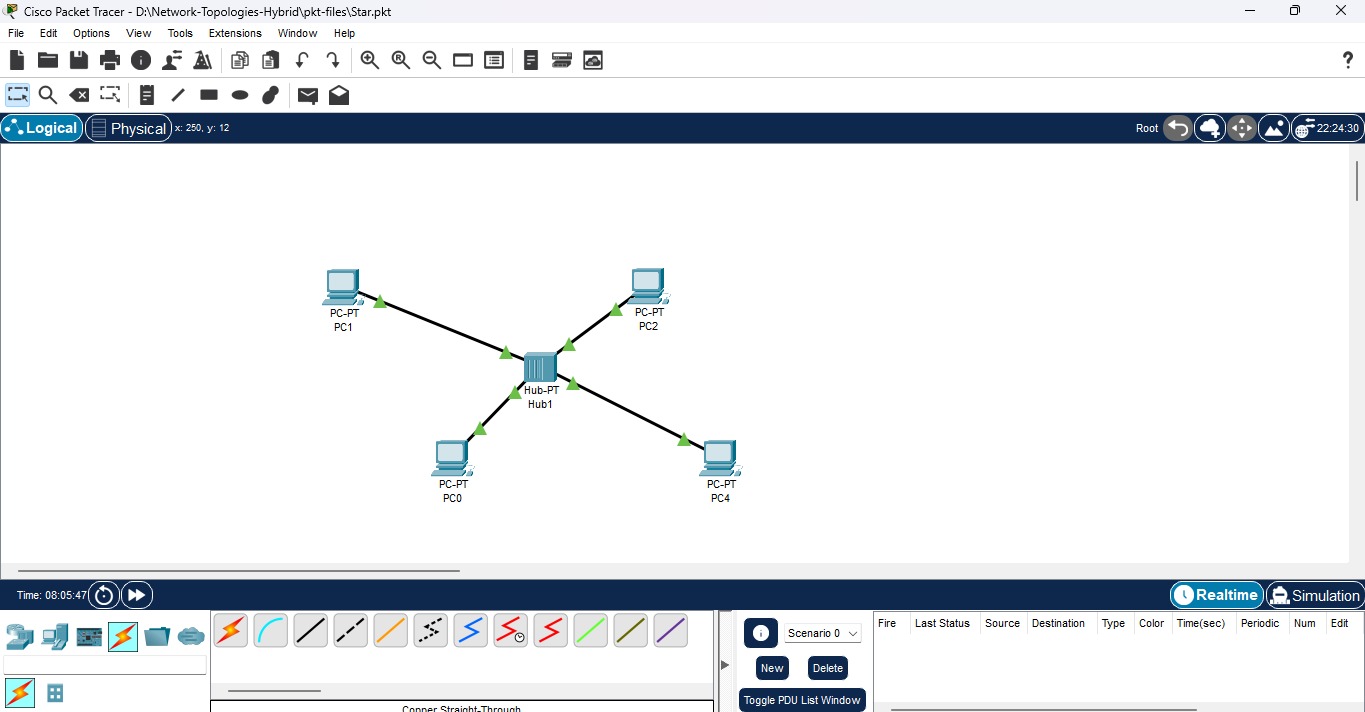 Cisco Packet Tracer - D:\Network-Topologies-Hybrid\pkt-files\Star.pkt
File Edit Options View Tools Extensions Window Help
?
Logical Physical x: 250, y: 12 Root 22:24:30
PC-PT
PC1
PC-PT
PC2
Hub-PT
Hub1
PC-PT
PC0
PC-PT
PC4
Time: 08:05:47 Realtime Simulation
Scenario 0
New Delete
Toggle PDU List Window
Fire Last Status Source Destination Type Color Time(sec) Periodic Num Edit
Copper Straight-Through